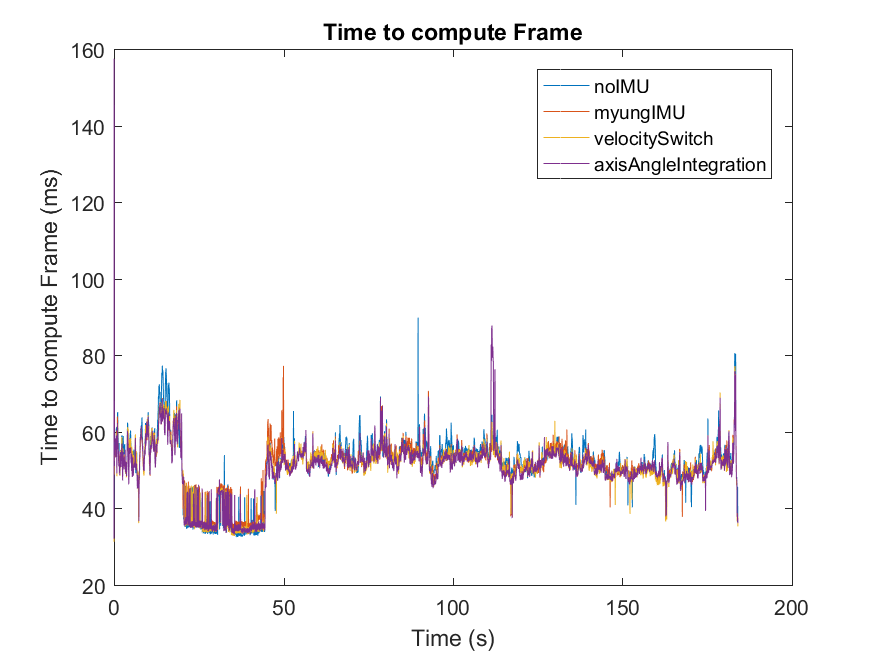 Time to compute Frame
160
140
120
100
80
60
40
20
Time to compute Frame (ms)
noIMU
myungIMU
velocitySwitch
axisAngleIntegration
0 50 100 150 200
Time (s)